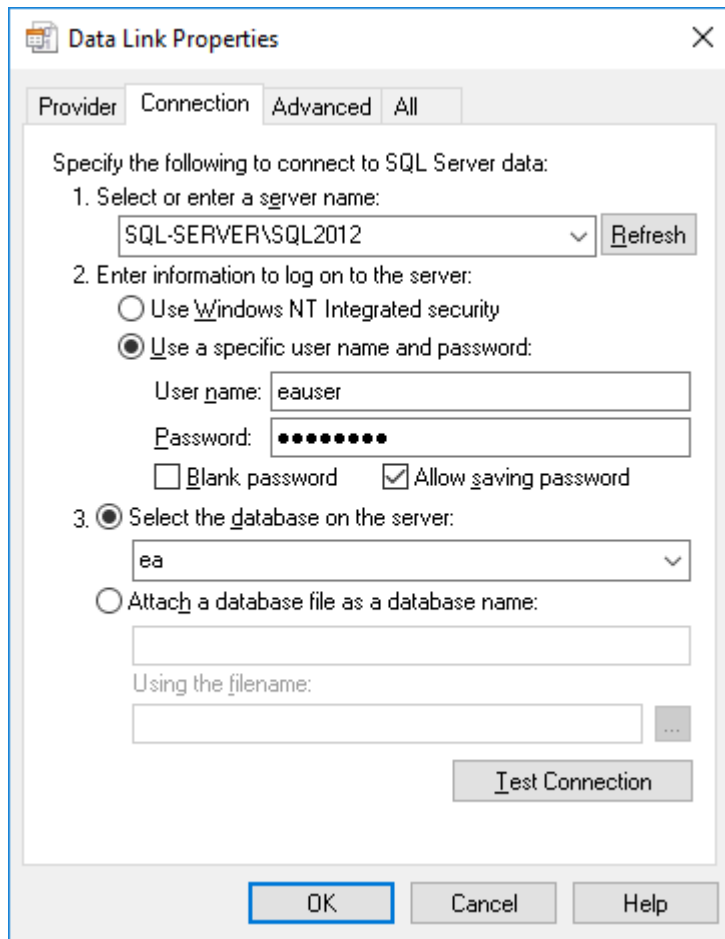 Data Link Properties
Provider Connection Advanced All
Specify the following to connect to SQL Server data:
1. Select or enter a server name:
SQL-SERVER\SQL2012 Refresh
2. Enter information to log on to the server:
Use Windows NT Integrated security
Use a specific user name and password:
User name: eauser
Password: ●●●●●●●●
Blank password Allow saving password
3. Select the database on the server:
ea
Attach a database file as a database name:
Using the filename:
...
Test Connection
OK Cancel Help